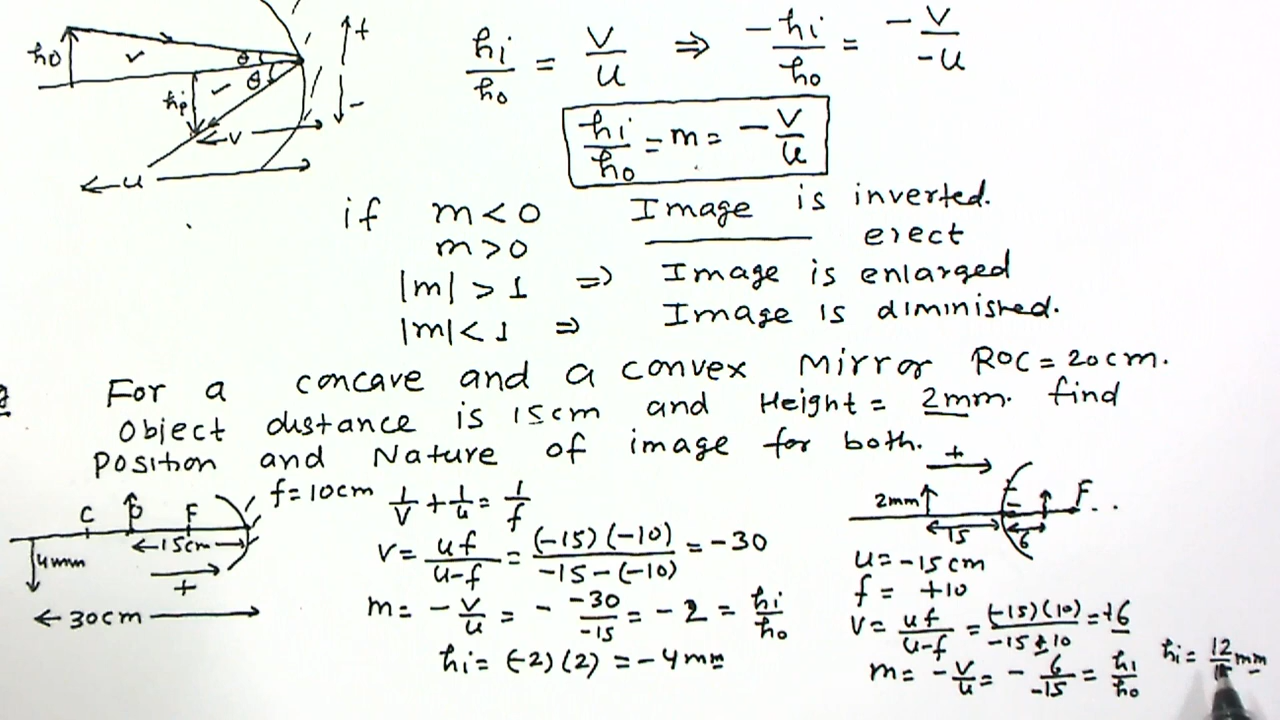 ho
hi
θ
θ
v
u
+
-
hi/ho = v/u ⇒ -hi/ho = -v/-u
hi/ho = m = -v/u
if m < 0 Image is inverted.
m > 0 ———— erect
|m| > 1 ⇒ Image is enlarged
|m| < 1 ⇒ Image is diminished.
For a concave and a convex mirror ROC = 20cm.
Object distance is 15cm and Height = 2mm. find
Position and Nature of image for both.
C
F
15cm
4mm
+
30cm
f = 10cm 1/v + 1/u = 1/f
v = uf/u-f = (-15)(-10)/-15-(-10) = -30
m = -v/u = - -30/-15 = -2 = hi/ho
hi = (-2)(2) = -4mm
+
2mm
F
15
6
u = -15cm
f = +10
v = uf/u-f = (-15)(10)/-15±10 = +6
m = -v/u = - 6/-15 = hi/ho
hi = 12/ mm